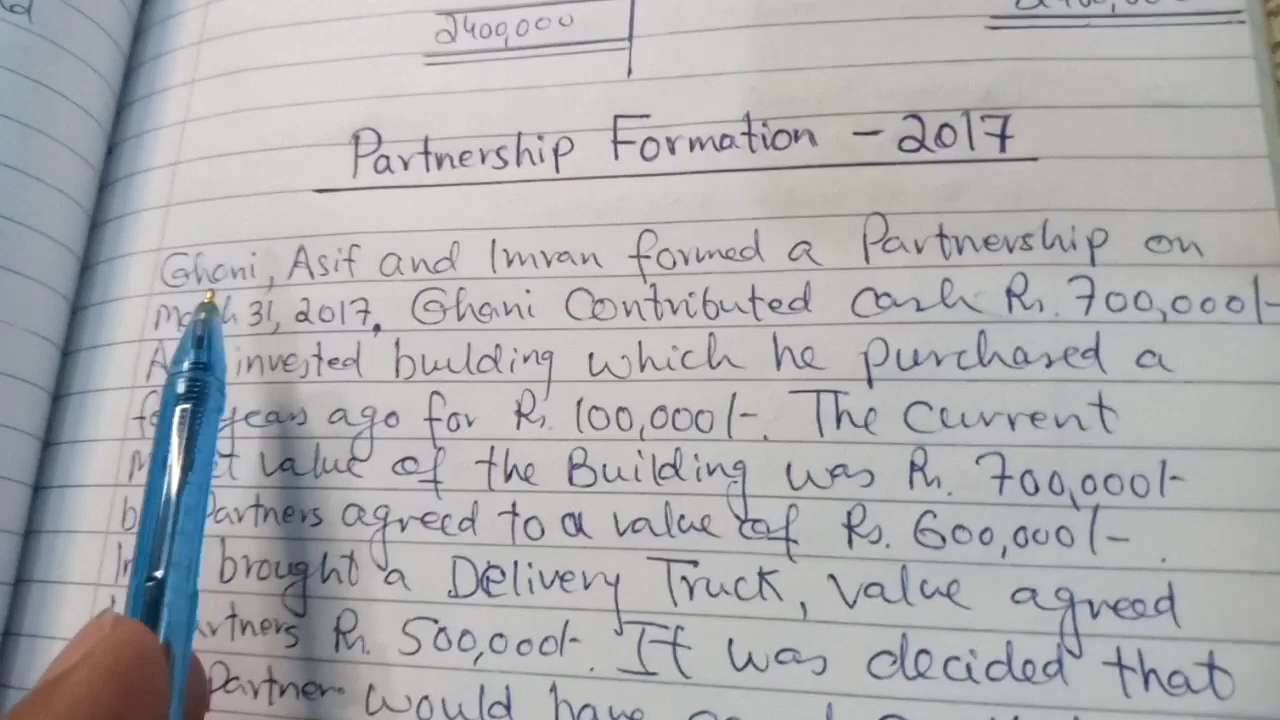 2400,000
Partnership Formation - 2017
Ghani, Asif and Imran formed a Partnership on
31, 2017. Ghani Contributed cash Rs. 700,000/-
invested building which he purchased a
years ago for Rs. 100,000/-. The Current
value of the Building was Rs. 700,000/-
Partners agreed to a value of Rs. 600,000/-.
brought a Delivery Truck, value agreed
Rs. 500,000/-. It was decided that
Partner would have